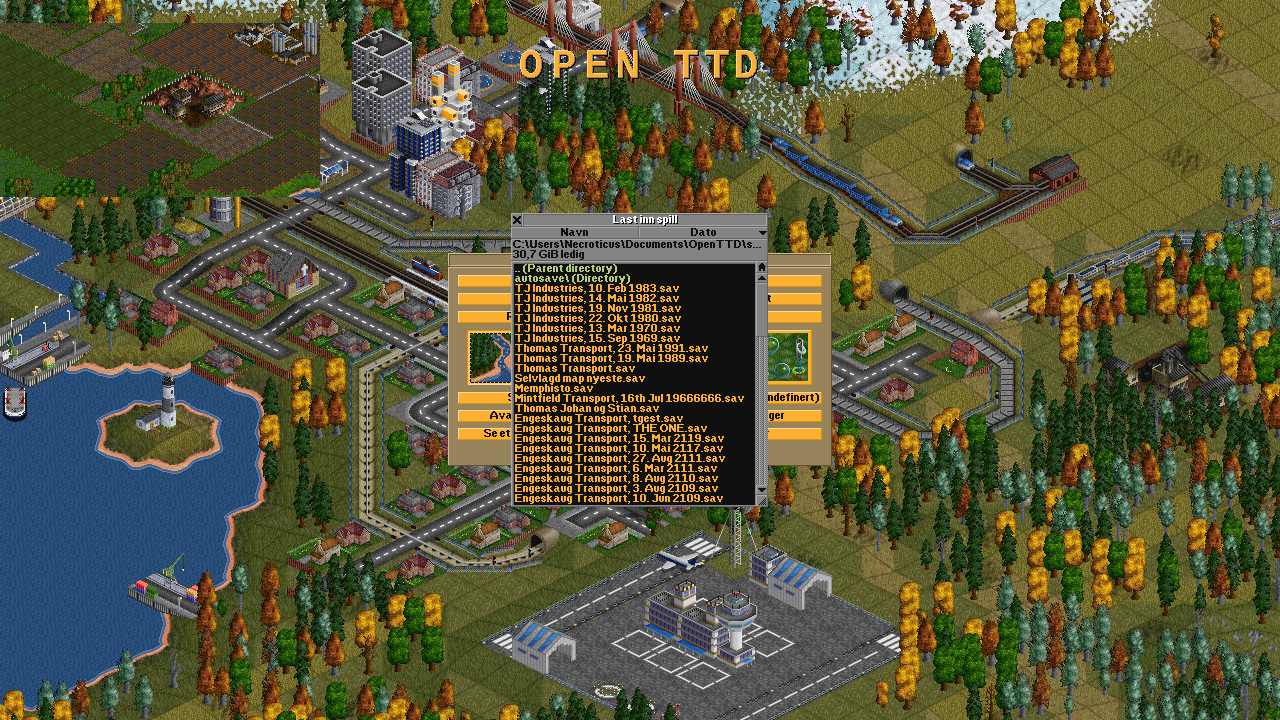 OPEN TTD
Last inn spill
Navn Dato
C:\Users\Necroticus\Documents\OpenTTD\s...
30,7 GiB ledig
.. (Parent directory)
autosave\ (Directory)
TJ Industries, 10. Feb 1983.sav
TJ Industries, 14. Mai 1982.sav
TJ Industries, 19. Nov 1981.sav
TJ Industries, 22. Okt 1980.sav
TJ Industries, 13. Mar 1970.sav
TJ Industries, 15. Sep 1969.sav
Thomas Transport, 23. Mai 1991.sav
Thomas Transport, 19. Mai 1989.sav
Thomas Transport.sav
Selvlagd map nyeste.sav
Memphisto.sav
Mintfield Transport, 16th Jul 19666666.sav
Thomas Johan og Stian.sav
Engeskaug Transport, tgest.sav
Engeskaug Transport, THE ONE.sav
Engeskaug Transport, 15. Mar 2119.sav
Engeskaug Transport, 10. Mai 2117.sav
Engeskaug Transport, 27. Aug 2111.sav
Engeskaug Transport, 6. Mar 2111.sav
Engeskaug Transport, 8. Aug 2110.sav
Engeskaug Transport, 3. Aug 2109.sav
Engeskaug Transport, 10. Jun 2109.sav
ndefinert)
Ava
ger
Se et